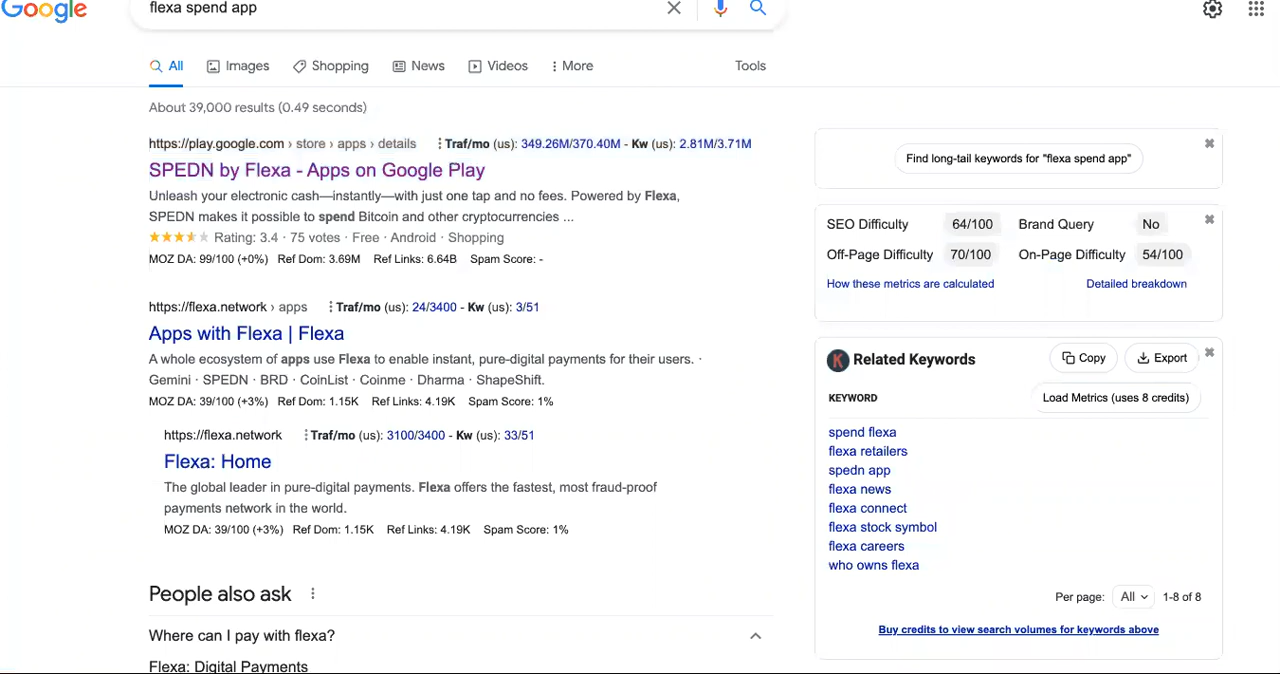 Google
flexa spend app
All Images Shopping News Videos More Tools
About 39,000 results (0.49 seconds)
https://play.google.com › store › apps › details Traf/mo (us): 349.26M/370.40M - Kw (us): 2.81M/3.71M
SPEDN by Flexa - Apps on Google Play
Unleash your electronic cash—instantly—with just one tap and no fees. Powered by Flexa,
SPEDN makes it possible to spend Bitcoin and other cryptocurrencies ...
Rating: 3.4 · 75 votes · Free · Android · Shopping
MOZ DA: 99/100 (+0%) Ref Dom: 3.69M Ref Links: 6.64B Spam Score: -
https://flexa.network › apps Traf/mo (us): 24/3400 - Kw (us): 3/51
Apps with Flexa | Flexa
A whole ecosystem of apps use Flexa to enable instant, pure-digital payments for their users. ·
Gemini · SPEDN · BRD · CoinList · Coinme · Dharma · ShapeShift.
MOZ DA: 39/100 (+3%) Ref Dom: 1.15K Ref Links: 4.19K Spam Score: 1%
https://flexa.network Traf/mo (us): 3100/3400 - Kw (us): 33/51
Flexa: Home
The global leader in pure-digital payments. Flexa offers the fastest, most fraud-proof
payments network in the world.
MOZ DA: 39/100 (+3%) Ref Dom: 1.15K Ref Links: 4.19K Spam Score: 1%
People also ask
Where can I pay with flexa?
Flexa: Digital Payments
Find long-tail keywords for "flexa spend app"
SEO Difficulty 64/100 Brand Query No
Off-Page Difficulty 70/100 On-Page Difficulty 54/100
How these metrics are calculated Detailed breakdown
K Related Keywords Copy Export
KEYWORD Load Metrics (uses 8 credits)
spend flexa
flexa retailers
spedn app
flexa news
flexa connect
flexa stock symbol
flexa careers
who owns flexa
Per page: All 1-8 of 8
Buy credits to view search volumes for keywords above